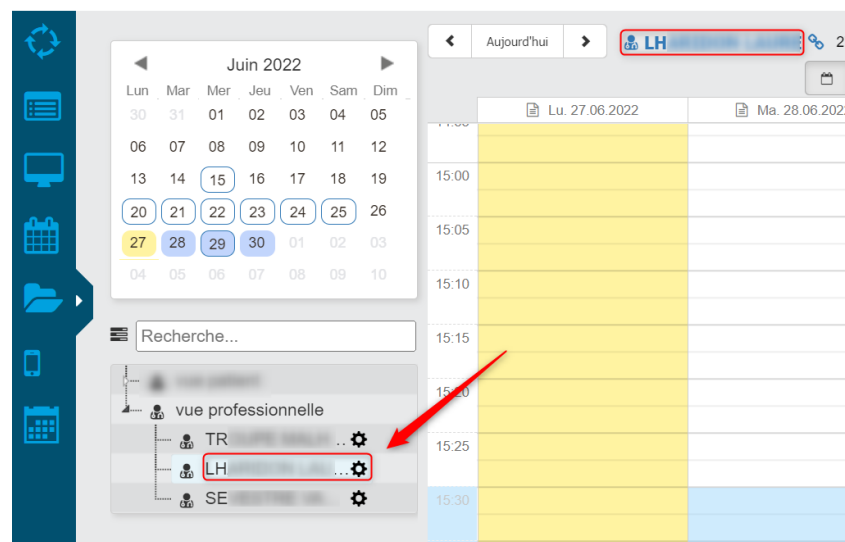 Aujourd'hui
LH
2
Juin 2022
Lun Mar Mer Jeu Ven Sam Dim
30 31 01 02 03 04 05
06 07 08 09 10 11 12
13 14 15 16 17 18 19
20 21 22 23 24 25 26
27 28 29 30 01 02 03
04 05 06 07 08 09 10
Recherche...
vue professionnelle
TR ..
LH ...
SE
Lu. 27.06.2022 Ma. 28.06.202
15:00
15:05
15:10
15:15
15:20
15:25
15:30